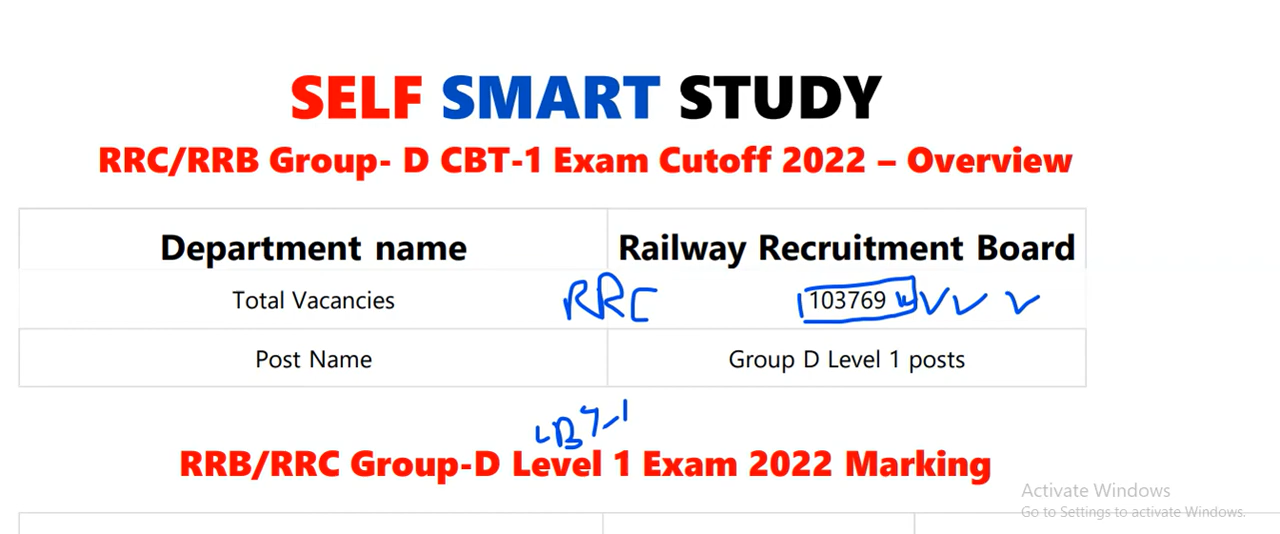 SELF SMART STUDY
RRC/RRB Group- D CBT-1 Exam Cutoff 2022 – Overview
Department name Railway Recruitment Board
Total Vacancies RRC 103769
Post Name Group D Level 1 posts
RRB/RRC Group-D Level 1 Exam 2022 Marking
Activate Windows
Go to Settings to activate Windows.